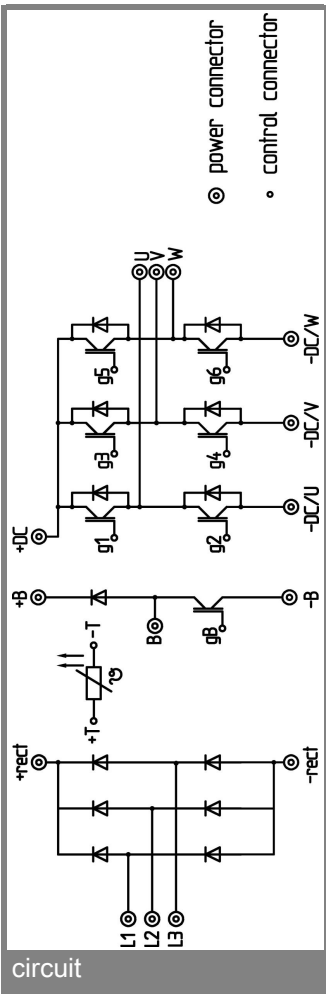 power connector
control connector
U
V
W
g5
g6
-DC/W
g3
g4
-DC/V
+DC
g1
g2
-DC/U
+B
B
gB
-B
-T
ϑ
+T
+rect
-rect
L1
L2
L3
circuit